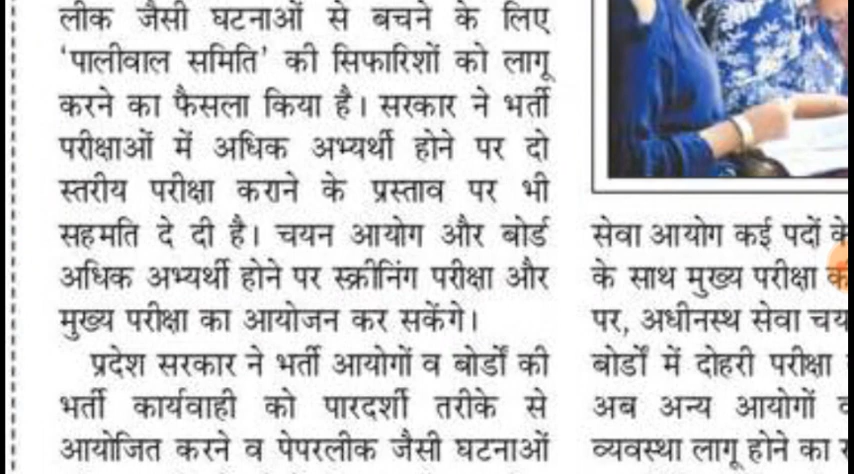 लीक जैसी घटनाओं से बचने के लिए
‘पालीवाल समिति’ की सिफारिशों को लागू
करने का फैसला किया है। सरकार ने भर्ती
परीक्षाओं में अधिक अभ्यर्थी होने पर दो
स्तरीय परीक्षा कराने के प्रस्ताव पर भी
सहमति दे दी है। चयन आयोग और बोर्ड
अधिक अभ्यर्थी होने पर स्क्रीनिंग परीक्षा और
मुख्य परीक्षा का आयोजन कर सकेंगे।
प्रदेश सरकार ने भर्ती आयोगों व बोर्डों की
भर्ती कार्यवाही को पारदर्शी तरीके से
आयोजित करने व पेपरलीक जैसी घटनाओं
सेवा आयोग कई पदों के
के साथ मुख्य परीक्षा
पर, अधीनस्थ सेवा
बोर्डों में दोहरी परीक्षा
अब अन्य आयोगों
व्यवस्था लागू होने का